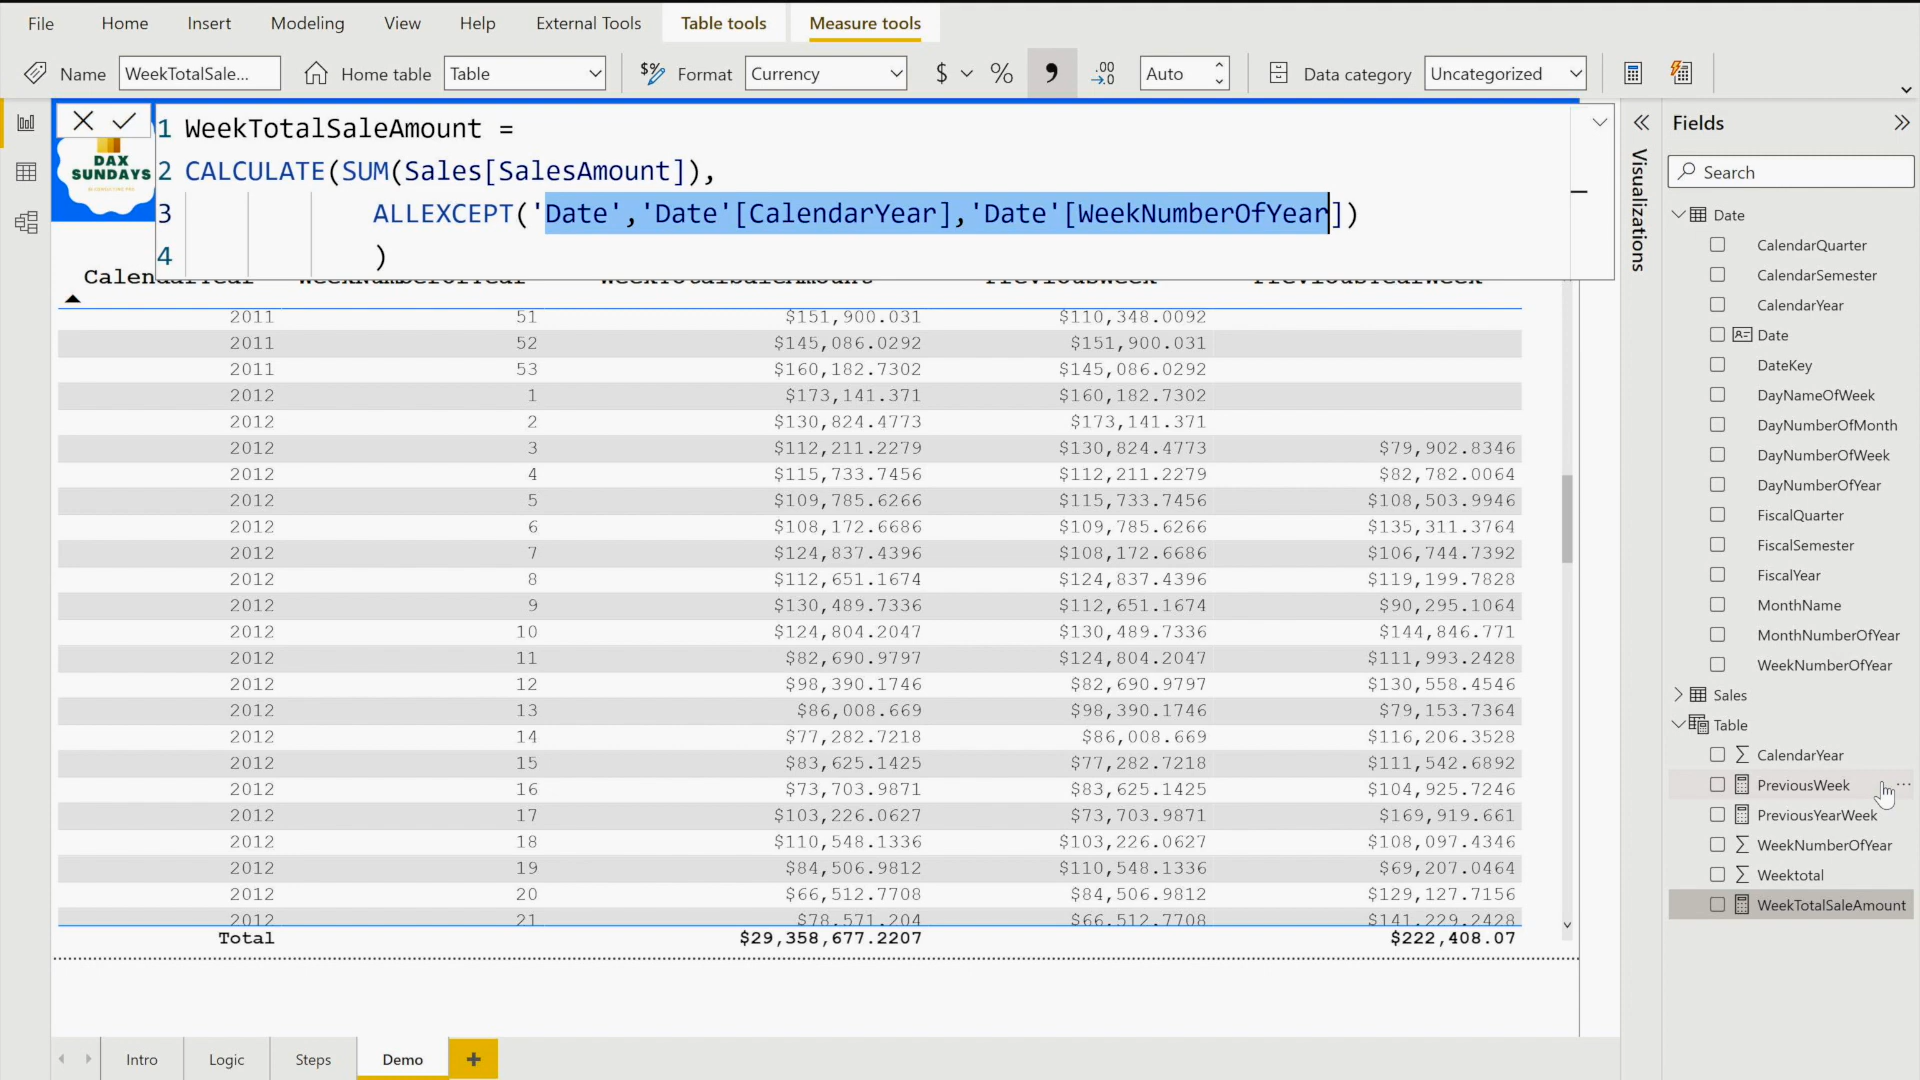 File Home Insert Modeling View Help External Tools Table tools Measure tools
Name WeekTotalSale... Home table Table Format Currency $ % , .00 →.0 Auto Data category Uncategorized
DAX
SUNDAYS
1 WeekTotalSaleAmount =
2 CALCULATE(SUM(Sales[SalesAmount]),
3 ALLEXCEPT('Date','Date'[CalendarYear],'Date'[WeekNumberOfYear])
4 )
CalendarYear WeekNumberOfYear WeekTotalSaleAmount PreviousWeek PreviousYearWeek
2011 51 $151,900.031 $110,348.0092
2011 52 $145,086.0292 $151,900.031
2011 53 $160,182.7302 $145,086.0292
2012 1 $173,141.371 $160,182.7302
2012 2 $130,824.4773 $173,141.371
2012 3 $112,211.2279 $130,824.4773 $79,902.8346
2012 4 $115,733.7456 $112,211.2279 $82,782.0064
2012 5 $109,785.6266 $115,733.7456 $108,503.9946
2012 6 $108,172.6686 $109,785.6266 $135,311.3764
2012 7 $124,837.4396 $108,172.6686 $106,744.7392
2012 8 $112,651.1674 $124,837.4396 $119,199.7828
2012 9 $130,489.7336 $112,651.1674 $90,295.1064
2012 10 $124,804.2047 $130,489.7336 $144,846.771
2012 11 $82,690.9797 $124,804.2047 $111,993.2428
2012 12 $98,390.1746 $82,690.9797 $130,558.4546
2012 13 $86,008.669 $98,390.1746 $79,153.7364
2012 14 $77,282.7218 $86,008.669 $116,206.3528
2012 15 $83,625.1425 $77,282.7218 $111,542.6892
2012 16 $73,703.9871 $83,625.1425 $104,925.7246
2012 17 $103,226.0627 $73,703.9871 $169,919.661
2012 18 $110,548.1336 $103,226.0627 $108,097.4346
2012 19 $84,506.9812 $110,548.1336 $69,207.0464
2012 20 $66,512.7708 $84,506.9812 $129,127.7156
2012 21 $78,571.204 $66,512.7708 $141,229.2428
Total $29,358,677.2207 $222,408.07
Intro Logic Steps Demo +
Visualizations
Fields
Search
Date
CalendarQuarter
CalendarSemester
CalendarYear
Date
DateKey
DayNameOfWeek
DayNumberOfMonth
DayNumberOfWeek
DayNumberOfYear
FiscalQuarter
FiscalSemester
FiscalYear
MonthName
MonthNumberOfYear
WeekNumberOfYear
Sales
Table
CalendarYear
PreviousWeek
PreviousYearWeek
WeekNumberOfYear
Weektotal
WeekTotalSaleAmount